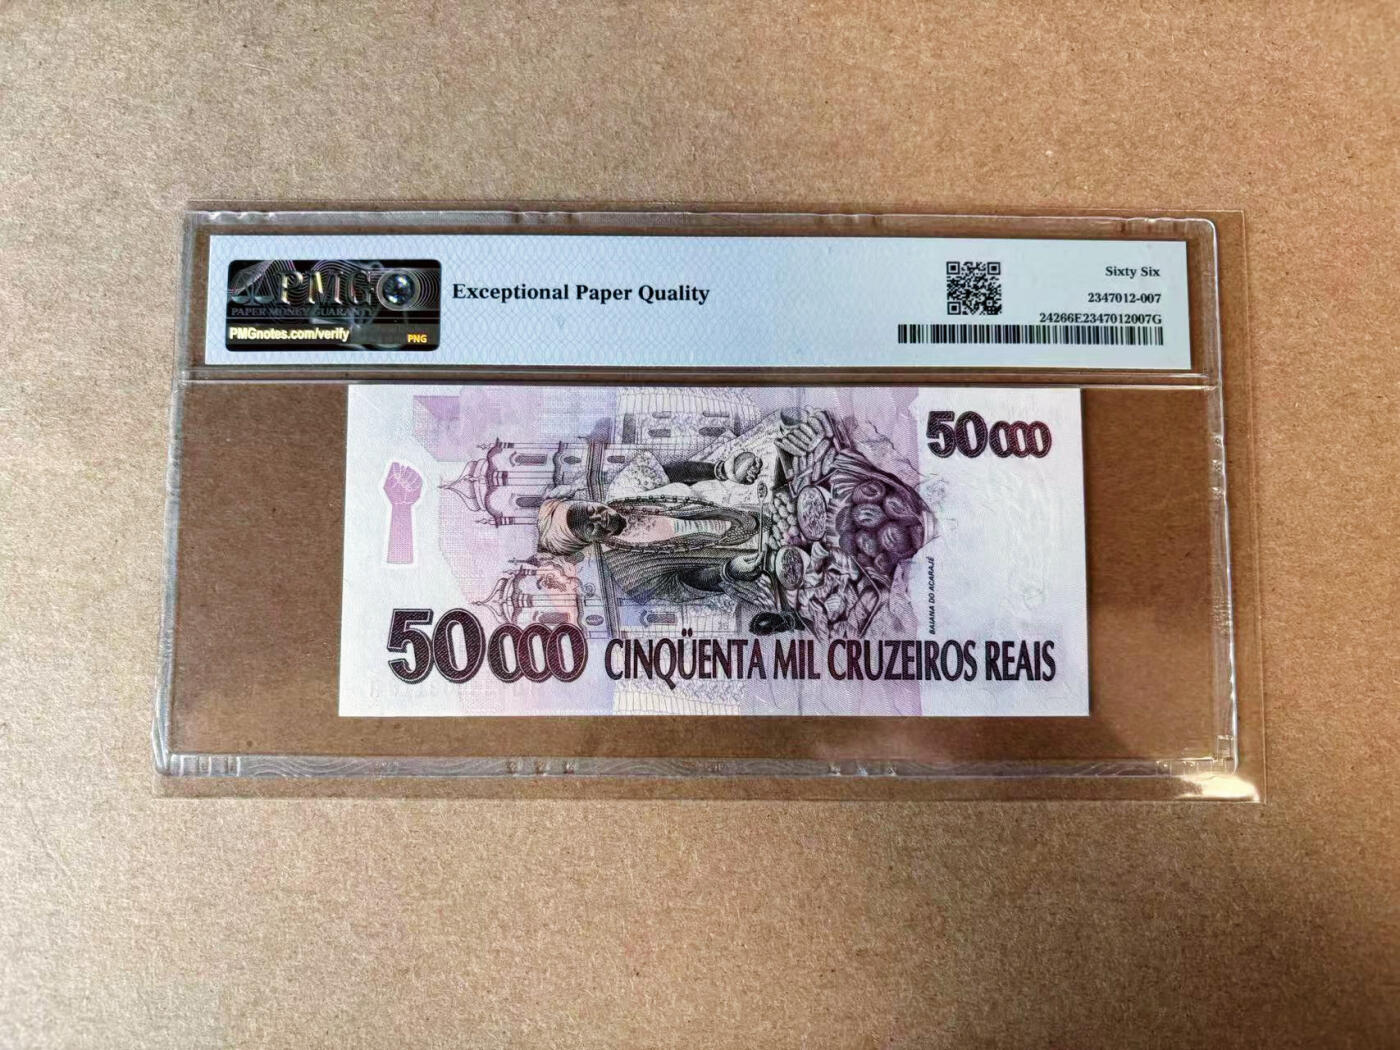 PMG
PAPER MONEY GUARANTY
PMGnotes.com/verify
PNG
Exceptional Paper Quality
Sixty Six
2347012-007
24266E2347012007G
50000
BAIANA DO ACARAJÉ
50000 CINQÜENTA MIL CRUZEIROS REAIS